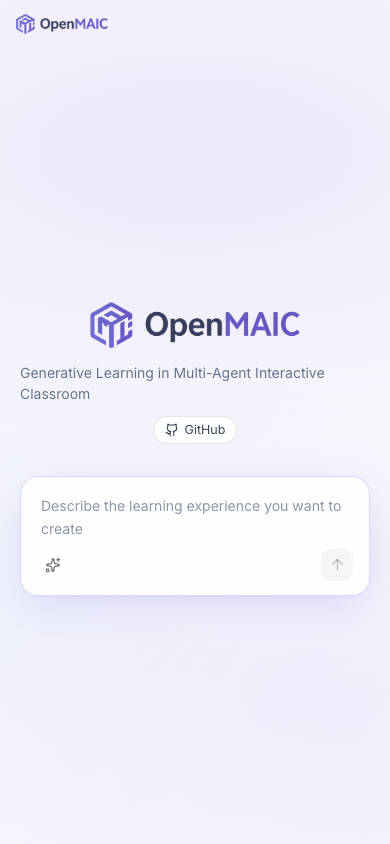 OpenMAIC
OpenMAIC
Generative Learning in Multi-Agent Interactive
Classroom
GitHub
Describe the learning experience you want to
create